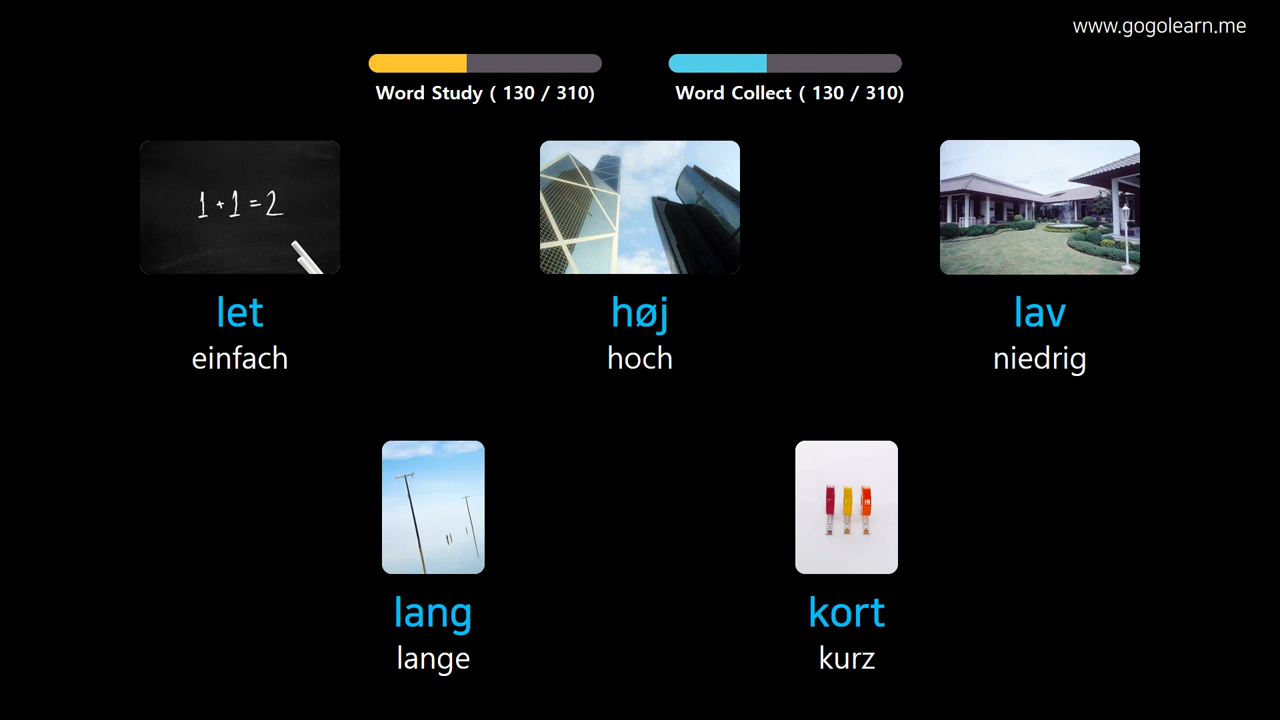 www.gogolearn.me
Word Study ( 130 / 310)
Word Collect ( 130 / 310)
1+1=2
let
einfach
høj
hoch
lav
niedrig
lang
lange
kort
kurz